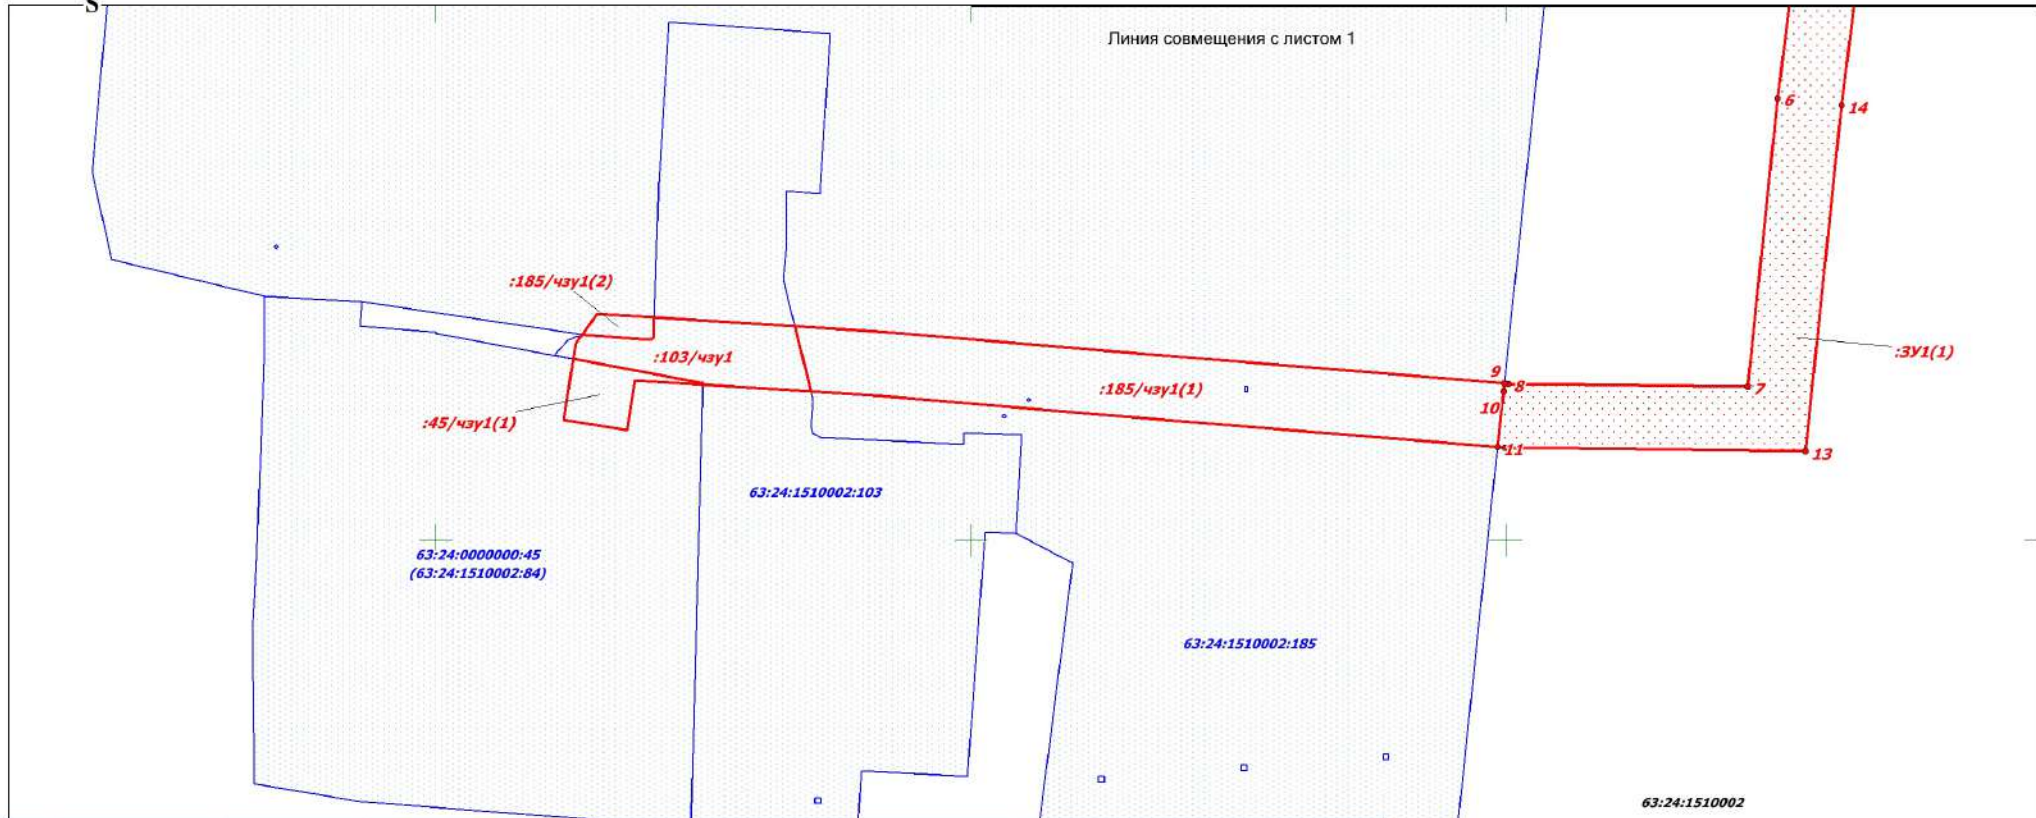 S
Линия совмещения с листом 1
6
14
:185/чзу1(2)
:103/чзу1
:ЗУ1(1)
9
8
7
:185/чзу1(1)
10
:45/чзу1(1)
11
13
63:24:1510002:103
63:24:0000000:45
(63:24:1510002:84)
63:24:1510002:185
63:24:1510002